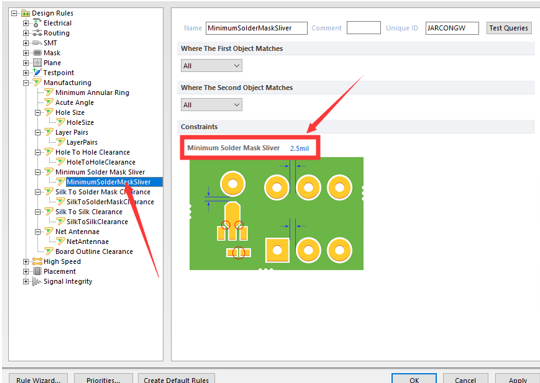 Design Rules
Electrical
Routing
SMT
Mask
Plane
Testpoint
Manufacturing
Minimum Annular Ring
Acute Angle
Hole Size
HoleSize
Layer Pairs
LayerPairs
Hole To Hole Clearance
HoleToHoleClearance
Minimum Solder Mask Sliver
MinimumSolderMaskSliver
Silk To Solder Mask Clearance
SilkToSolderMaskClearance
Silk To Silk Clearance
SilkToSilkClearance
Net Antennae
NetAntennae
Board Outline Clearance
High Speed
Placement
Signal Integrity
Name MinimumSolderMaskSliver Comment Unique ID JARCONGW Test Queries
Where The First Object Matches
All
Where The Second Object Matches
All
Constraints
Minimum Solder Mask Sliver 2.5mil
Rule Wizard... Priorities... Create Default Rules OK Cancel Apply